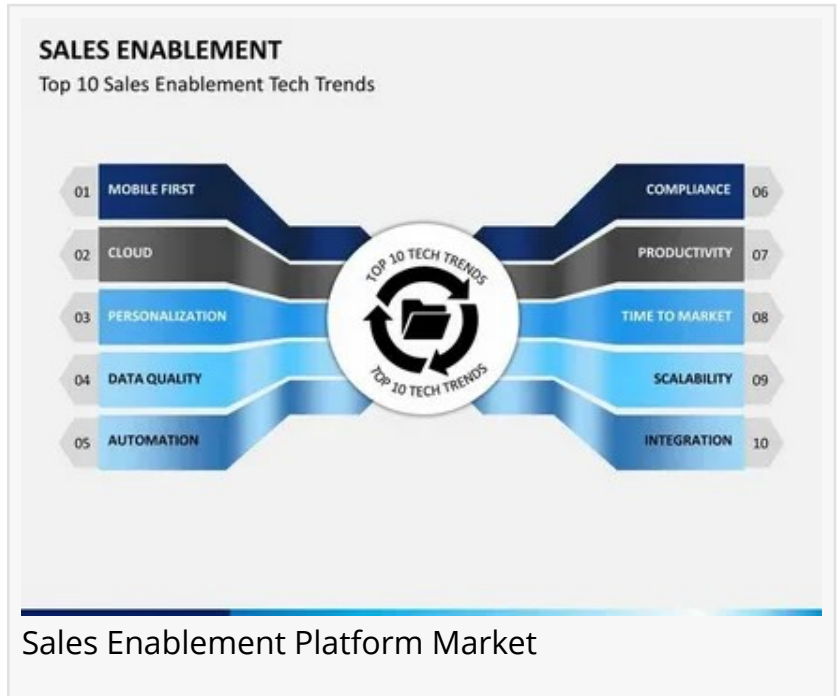 SALES ENABLEMENT
Top 10 Sales Enablement Tech Trends
01 MOBILE FIRST
02 CLOUD
03 PERSONALIZATION
04 DATA QUALITY
05 AUTOMATION
TOP 10 TECH TRENDS
TOP 10 TECH TRENDS
COMPLIANCE 06
PRODUCTIVITY 07
TIME TO MARKET 08
SCALABILITY 09
INTEGRATION 10
Sales Enablement Platform Market